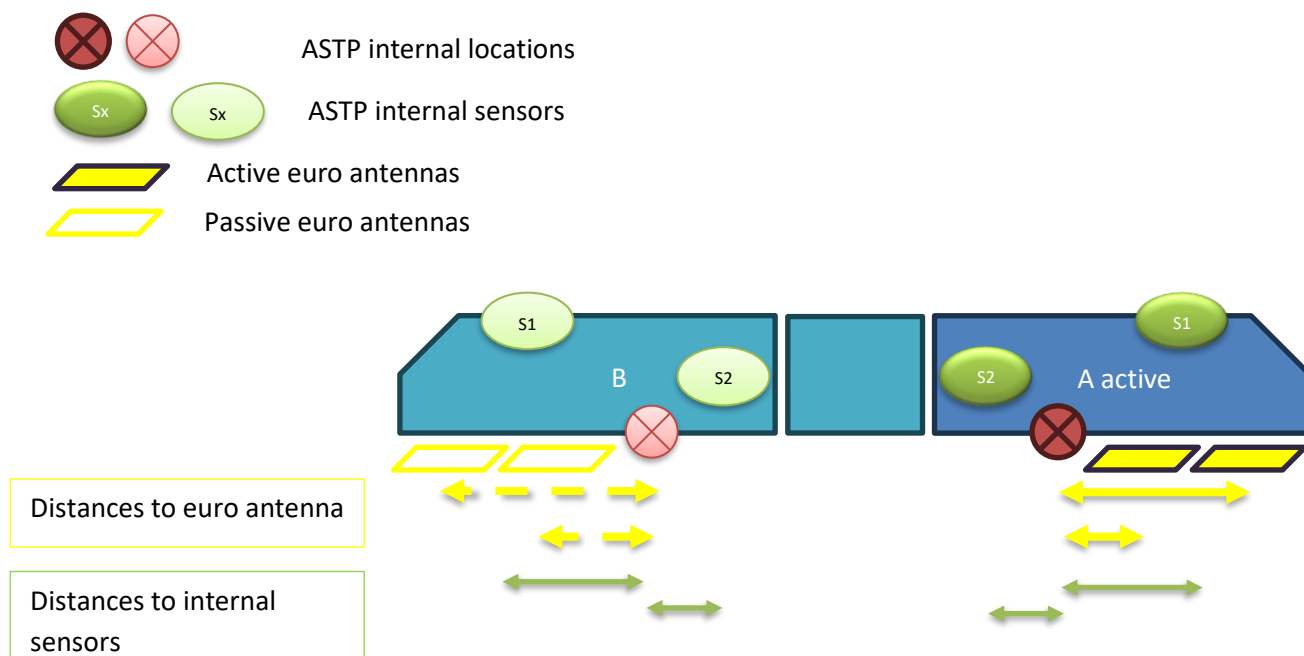 ASTP internal locations
Sx Sx ASTP internal sensors
Active euro antennas
Passive euro antennas
S1 S1
B S2 S2 A active
Distances to euro antenna
Distances to internal
sensors